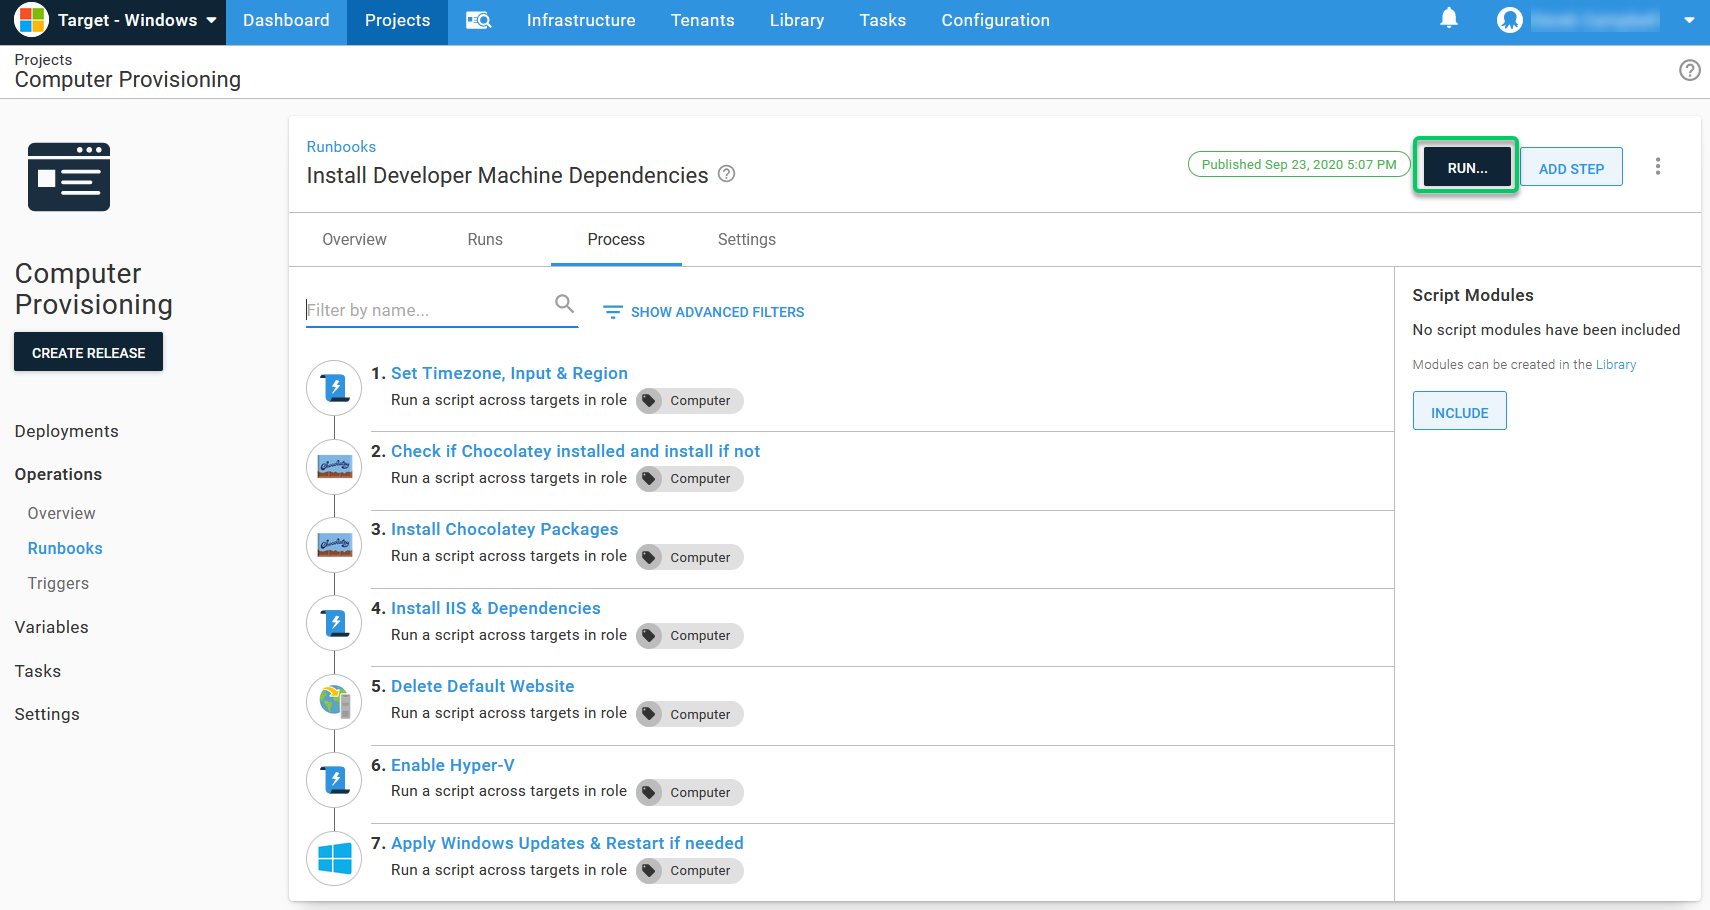 Target - Windows Dashboard Projects Infrastructure Tenants Library Tasks Configuration
Projects
Computer Provisioning
Computer
Provisioning
CREATE RELEASE
Deployments
Operations
Overview
Runbooks
Triggers
Variables
Tasks
Settings
Runbooks
Install Developer Machine Dependencies
Published Sep 23, 2020 5:07 PM RUN... ADD STEP
Overview Runs Process Settings
Filter by name... SHOW ADVANCED FILTERS
1. Set Timezone, Input & Region
Run a script across targets in role Computer
2. Check if Chocolatey installed and install if not
Run a script across targets in role Computer
3. Install Chocolatey Packages
Run a script across targets in role Computer
4. Install IIS & Dependencies
Run a script across targets in role Computer
5. Delete Default Website
Run a script across targets in role Computer
6. Enable Hyper-V
Run a script across targets in role Computer
7. Apply Windows Updates & Restart if needed
Run a script across targets in role Computer
Script Modules
No script modules have been included
Modules can be created in the Library
INCLUDE